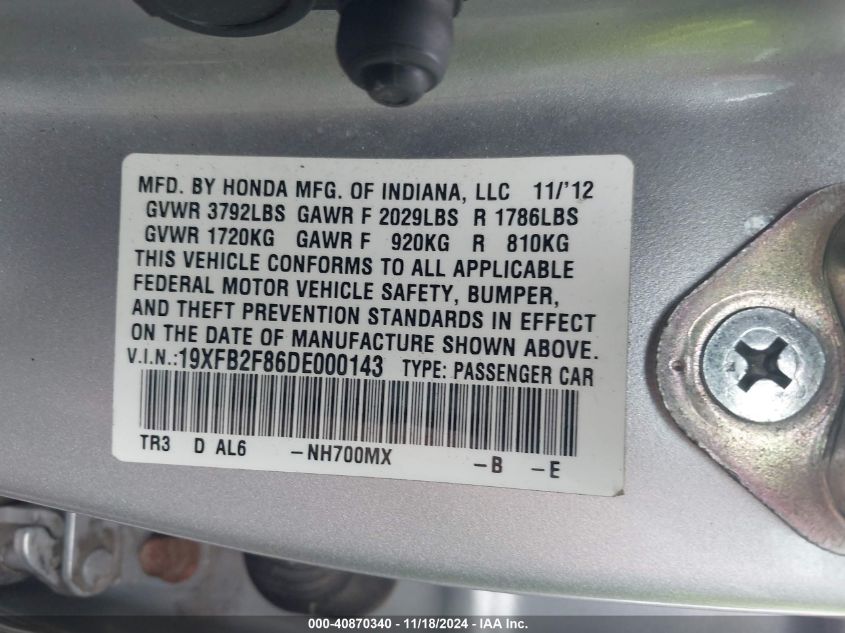 MFD. BY HONDA MFG. OF INDIANA, LLC 11/'12
GVWR 3792LBS GAWR F 2029LBS R 1786LBS
GVWR 1720KG GAWR F 920KG R 810KG
THIS VEHICLE CONFORMS TO ALL APPLICABLE
FEDERAL MOTOR VEHICLE SAFETY, BUMPER,
AND THEFT PREVENTION STANDARDS IN EFFECT
ON THE DATE OF MANUFACTURE SHOWN ABOVE.
V.I.N.:19XFB2F86DE000143 TYPE: PASSENGER CAR
TR3 D AL6 -NH700MX -B -E
000-40870340 - 11/18/2024 - IAA Inc.